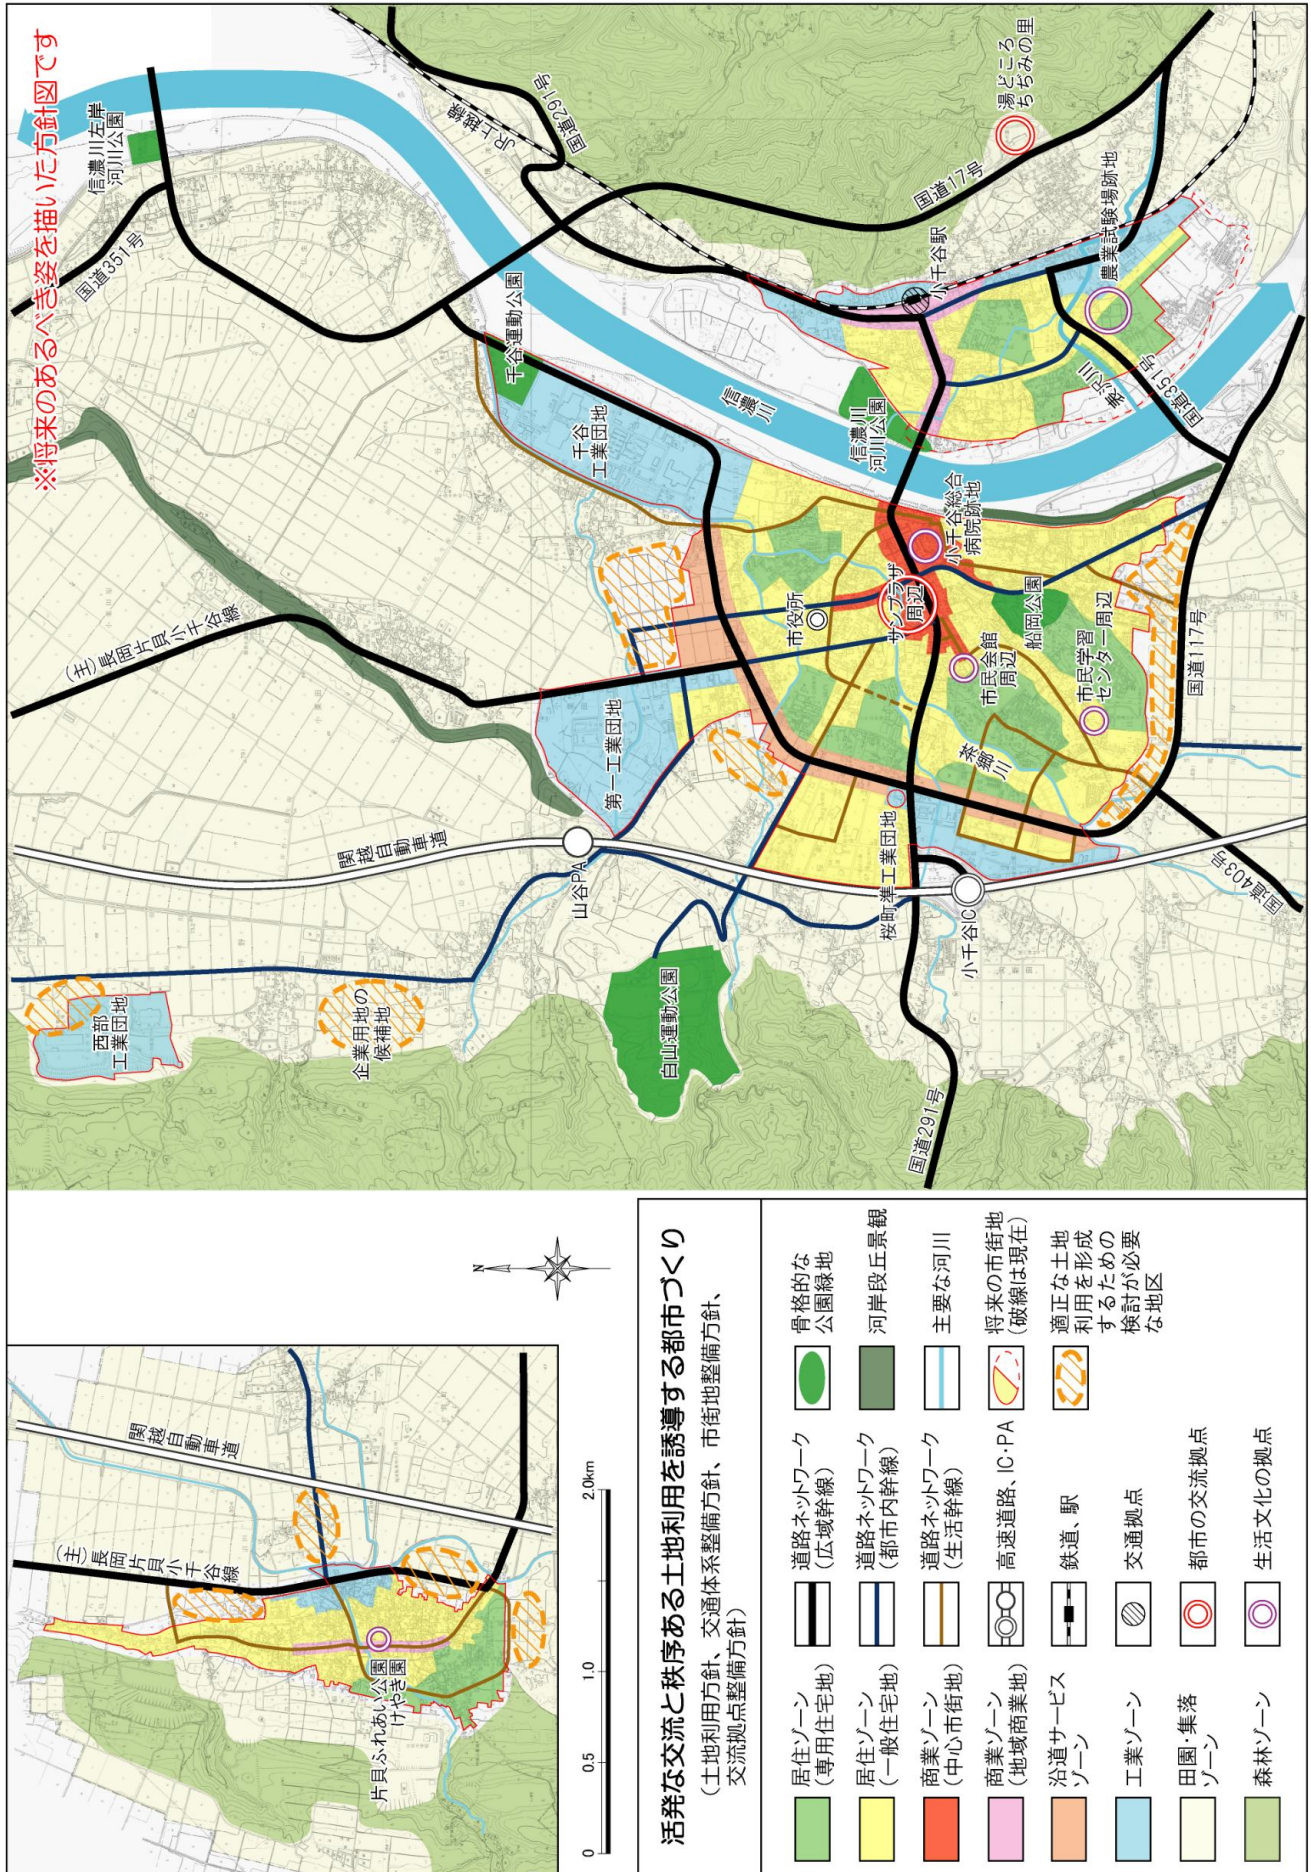 ※将来のあるべき姿を描いた方針図です
信濃川左岸
河川公園
国道351号
JR上越線
国道291号
湯どころ
ちぢみの里
国道17号
千谷運動公園
小千谷駅
農業試験場跡地
千谷
工業団地
信濃川
信濃川
河川公園
表沢川
国道351号
(主)長岡片貝小千谷線
小千谷総合
病院跡地
市役所
サンプラザ
周辺
船岡公園
第一工業団地
市民会館
周辺
市民学習
センター周辺
国道117号
茶郷川
関越自動車道
山谷PA
桜町準工業団地
小千谷IC
国道403号
西部
工業団地
企業用地の
候補地
白山運動公園
国道291号
関越自動車道
(主)長岡片貝小千谷線
片貝ふれあい公園
けやき園
N
0
0.5
1.0
2.0km
活発な交流と秩序ある土地利用を誘導する都市づくり
(土地利用方針、交通体系整備方針、市街地整備方針、
交流拠点整備方針)
居住ゾーン
(専用住宅地)
居住ゾーン
(一般住宅地)
商業ゾーン
(中心市街地)
商業ゾーン
(地域商業地)
沿道サービス
ゾーン
工業ゾーン
田園・集落
ゾーン
森林ゾーン
道路ネットワーク
(広域幹線)
道路ネットワーク
(都市内幹線)
道路ネットワーク
(生活幹線)
高速道路、IC・PA
鉄道、駅
交通拠点
都市の交流拠点
生活文化の拠点
骨格的な
公園緑地
河岸段丘景観
主要な河川
将来の市街地
(破線は現在)
適正な土地
利用を形成
するための
検討が必要
な地区